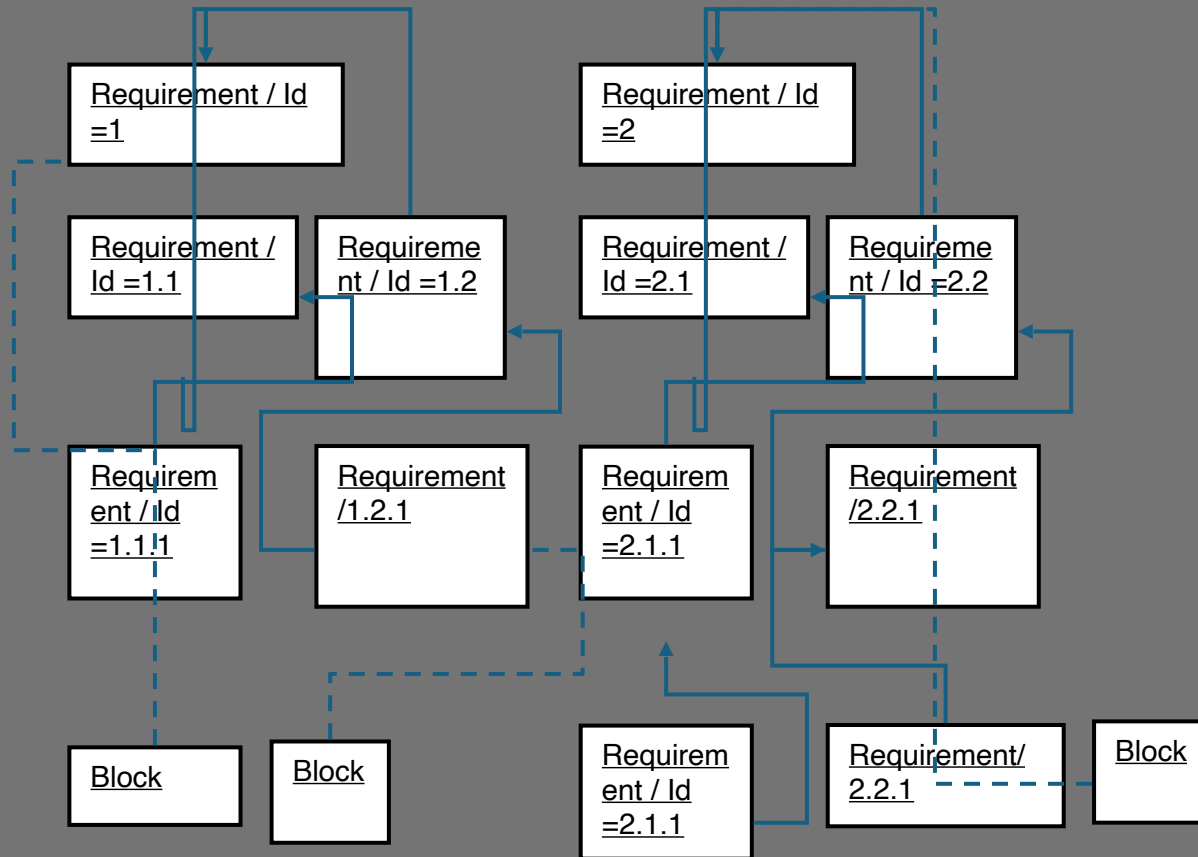 Requirement / Id
=1
Requirement / Id
=2
Requirement /
Id =1.1
Requireme
nt / Id =1.2
Requirement /
Id =2.1
Requireme
nt / Id =2.2
Requirem
ent / Id
=1.1.1
Requirement
/1.2.1
Requirem
ent / Id
=2.1.1
Requirement
/2.2.1
Block
Block
Requirem
ent / Id
=2.1.1
Requirement/
2.2.1
Block